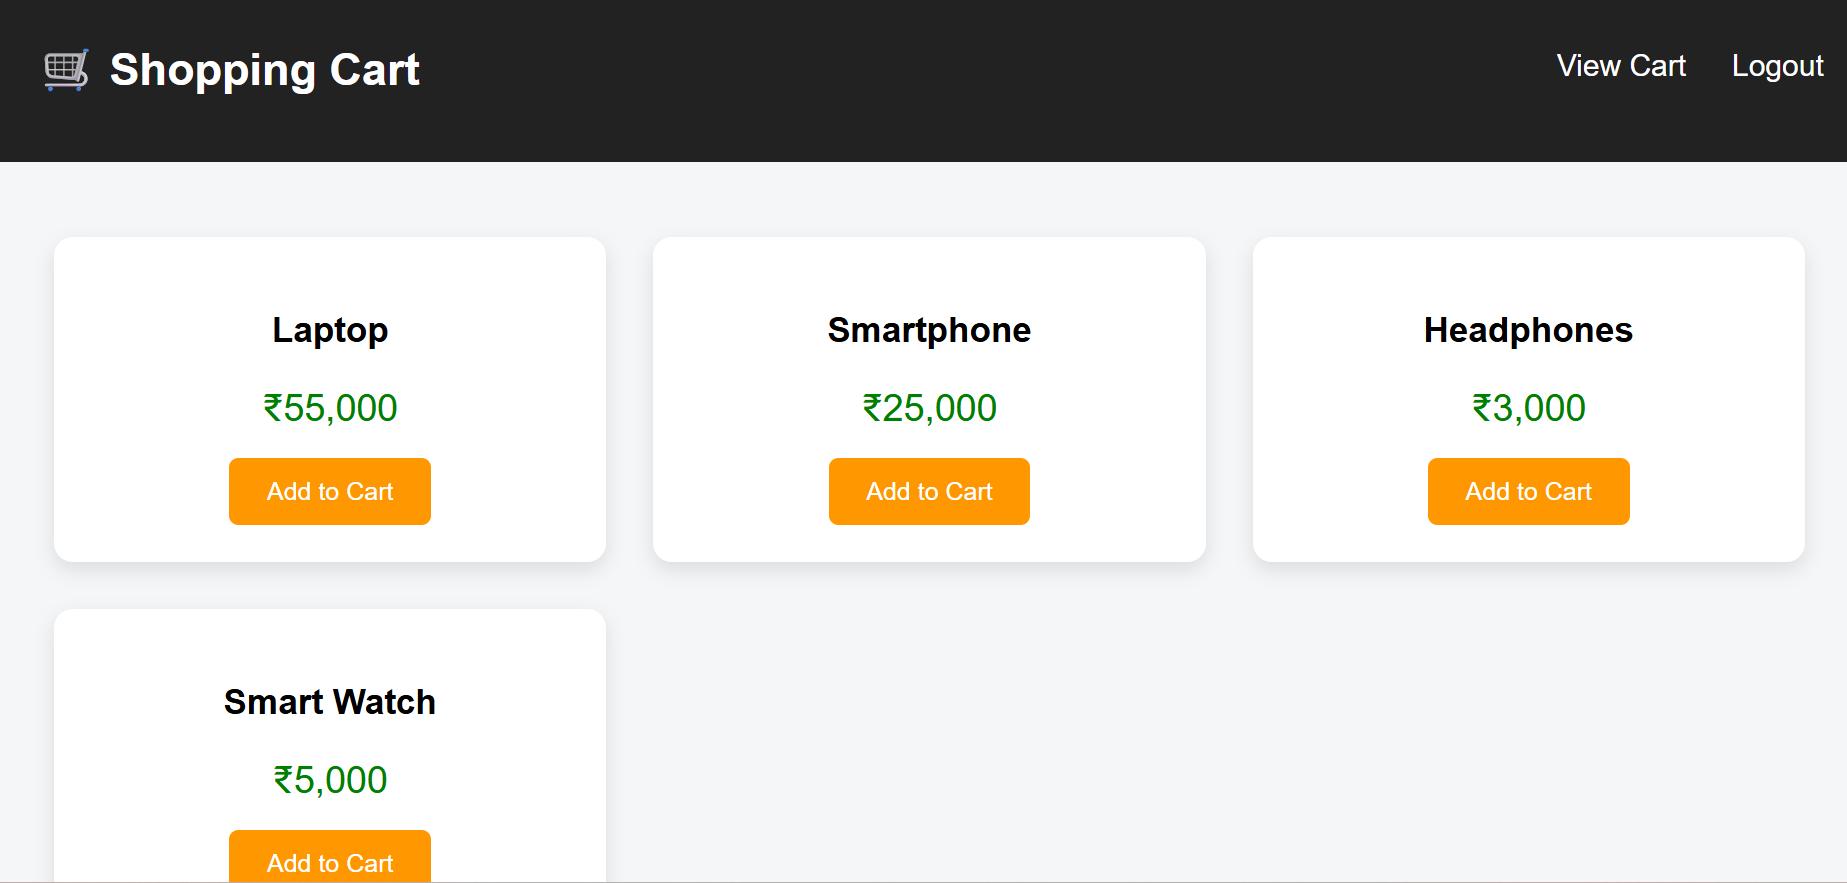 Shopping Cart
View Cart
Logout
Laptop
₹55,000
Add to Cart
Smartphone
₹25,000
Add to Cart
Headphones
₹3,000
Add to Cart
Smart Watch
₹5,000
Add to Cart